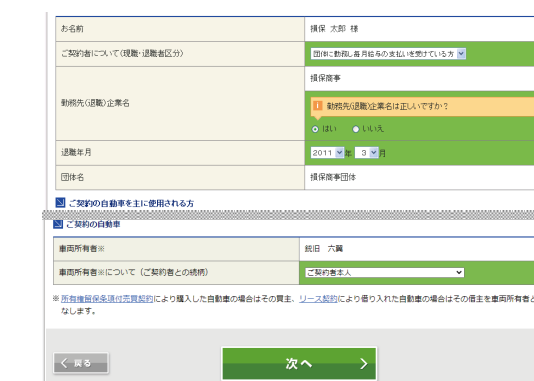 お名前
損保 太郎 様
ご契約者について(現職・退職者区分)
団体に勤務し毎月給与の支払いを受けている方
勤務先(退職)企業名
損保商事
勤務先(退職)企業名は正しいですか?
はい いいえ
退職年月
2011 年 3 月
団体名
損保商事団体
ご契約の自動車を主に使用される方
ご契約の自動車
車両所有者※
六翼
車両所有者※について(ご契約者との続柄)
ご契約者本人
※所有権留保条項付売買契約により購入した自動車の場合はその買主、リース契約により借り入れた自動車の場合はその借主を車両所有者と
なします。
戻る
次へ